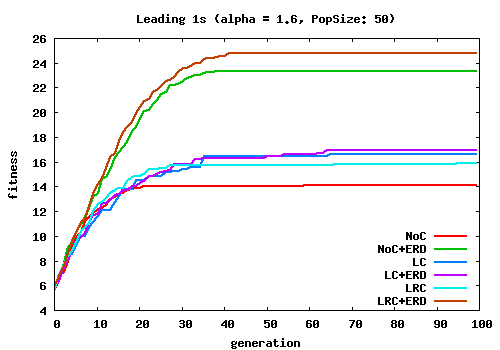 Leading 1s (alpha = 1.6, PopSize: 50)
26
24
22
20
18
16
14
12
10
8
6
4
fitness
NoC
NoC+ERD
LC
LC+ERD
LRC
LRC+ERD
0 10 20 30 40 50 60 70 80 90 100
generation